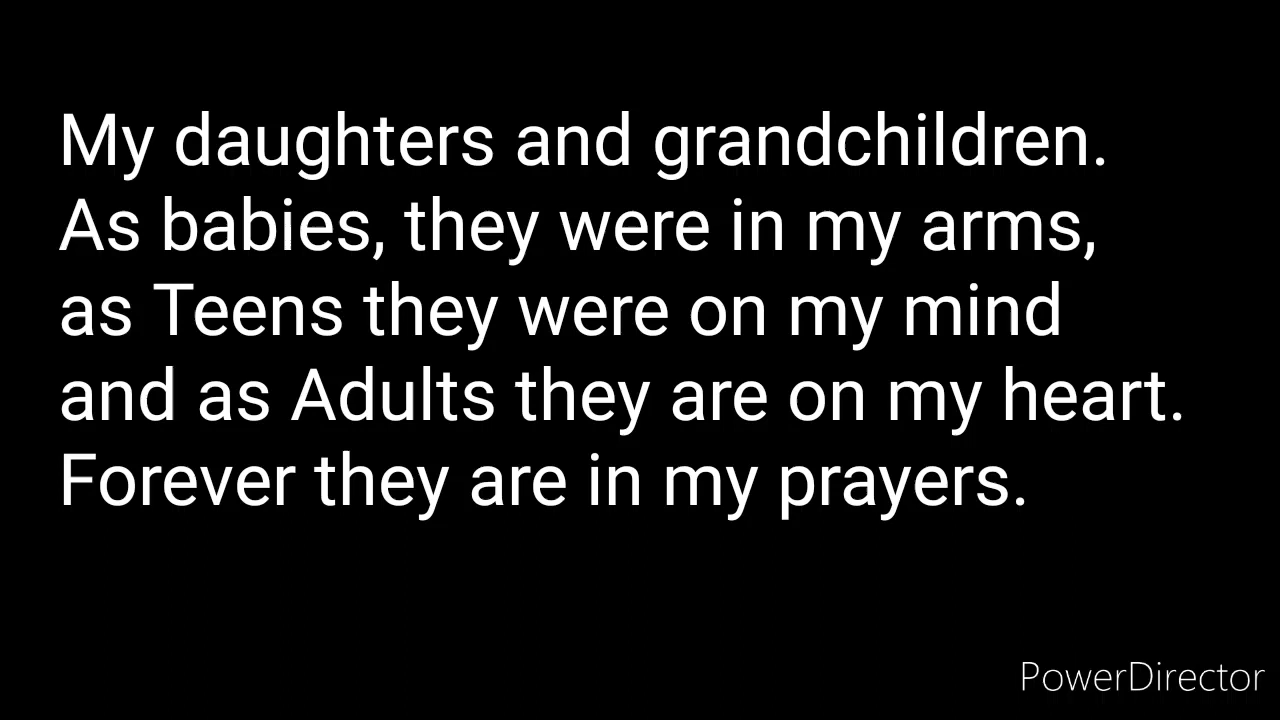 My daughters and grandchildren.
As babies, they were in my arms,
as Teens they were on my mind
and as Adults they are on my heart.
Forever they are in my prayers.
PowerDirector